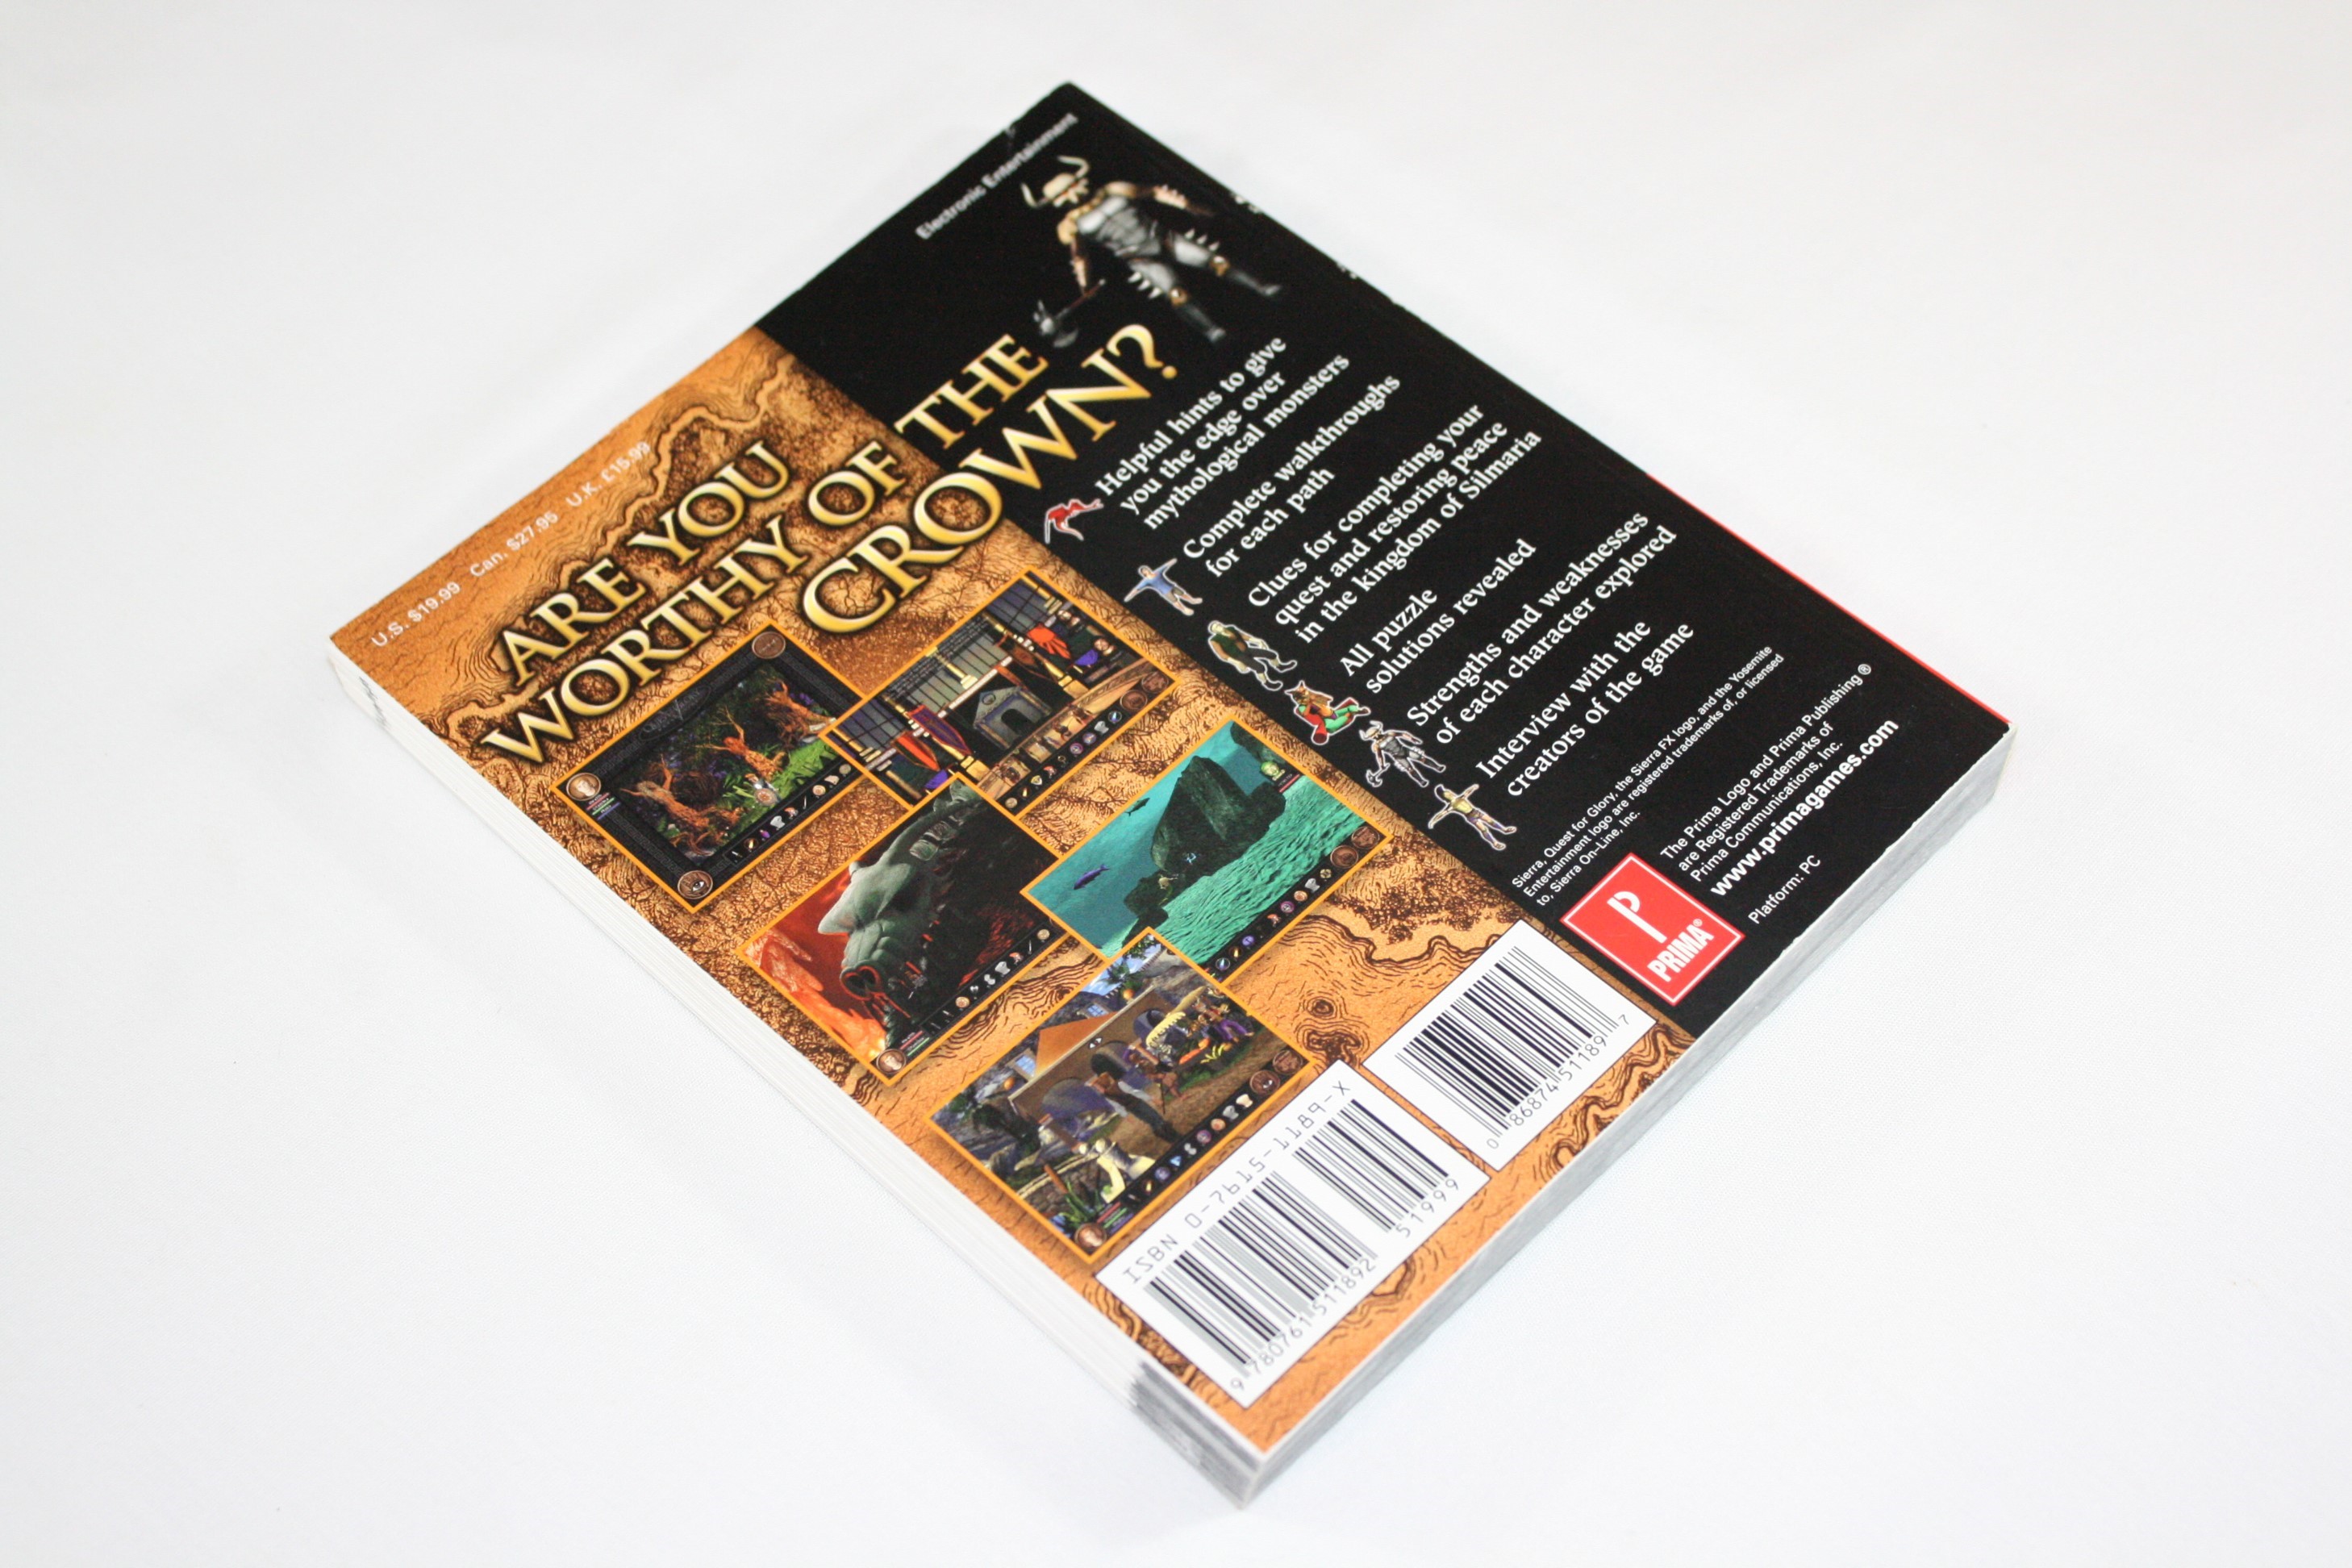 U.S. $19.99 Can. $27.95 U.K. £15.99
Electronic Entertainment
ARE YOU
WORTHY OF THE
CROWN?
Helpful hints to give
you the edge over
mythological monsters
Complete walkthroughs
for each path
Clues for completing your
quest and restoring peace
in the kingdom of Silmaria
All puzzle
solutions revealed
Strengths and weaknesses
of each character explored
Interview with the
creators of the game
Sierra, Quest for Glory, the Sierra FX logo, and the Yosemite
Entertainment logo are registered trademarks of, or licensed
to, Sierra On-Line, Inc.
The Prima Logo and Prima Publishing®
are Registered Trademarks of
Prima Communications, Inc.
www.primagames.com
Platform: PC
P
PRIMA®
ISBN 0-7615-1189-X
9 780761 511892
51999
0 86874 51189 7